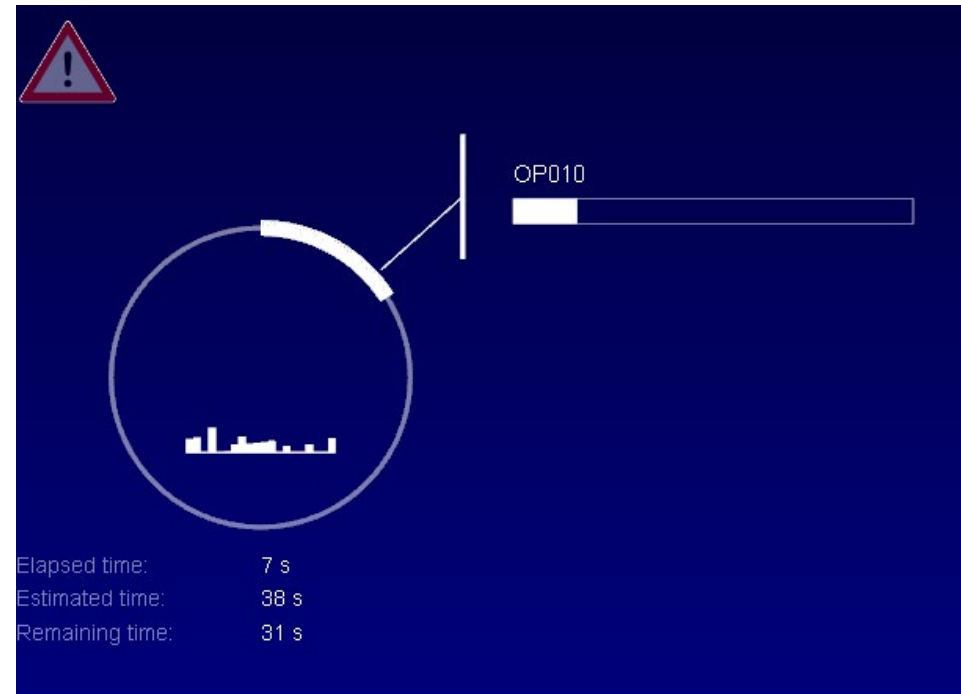 !
OP010
Elapsed time: 7 s
Estimated time: 38 s
Remaining time: 31 s